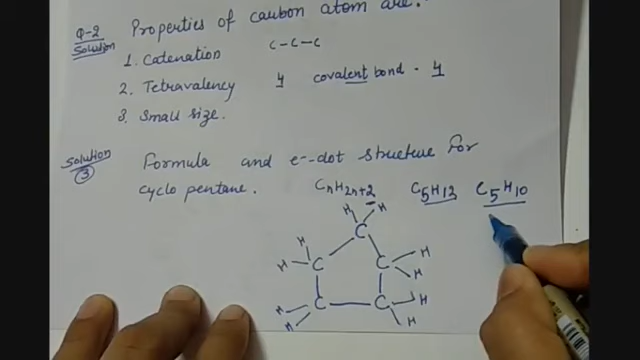 Q-2 Properties of carbon atom are.
Solution 1. Catenation C-C-C
2. Tetravalency 4 covalent bond - 4
3. Small size.
Solution ③ Formula and e--dot structure for
cyclo pentane. CnH2n+2 C5H12 C5H10
H H
H C
H C C H
H
H C C H
H H